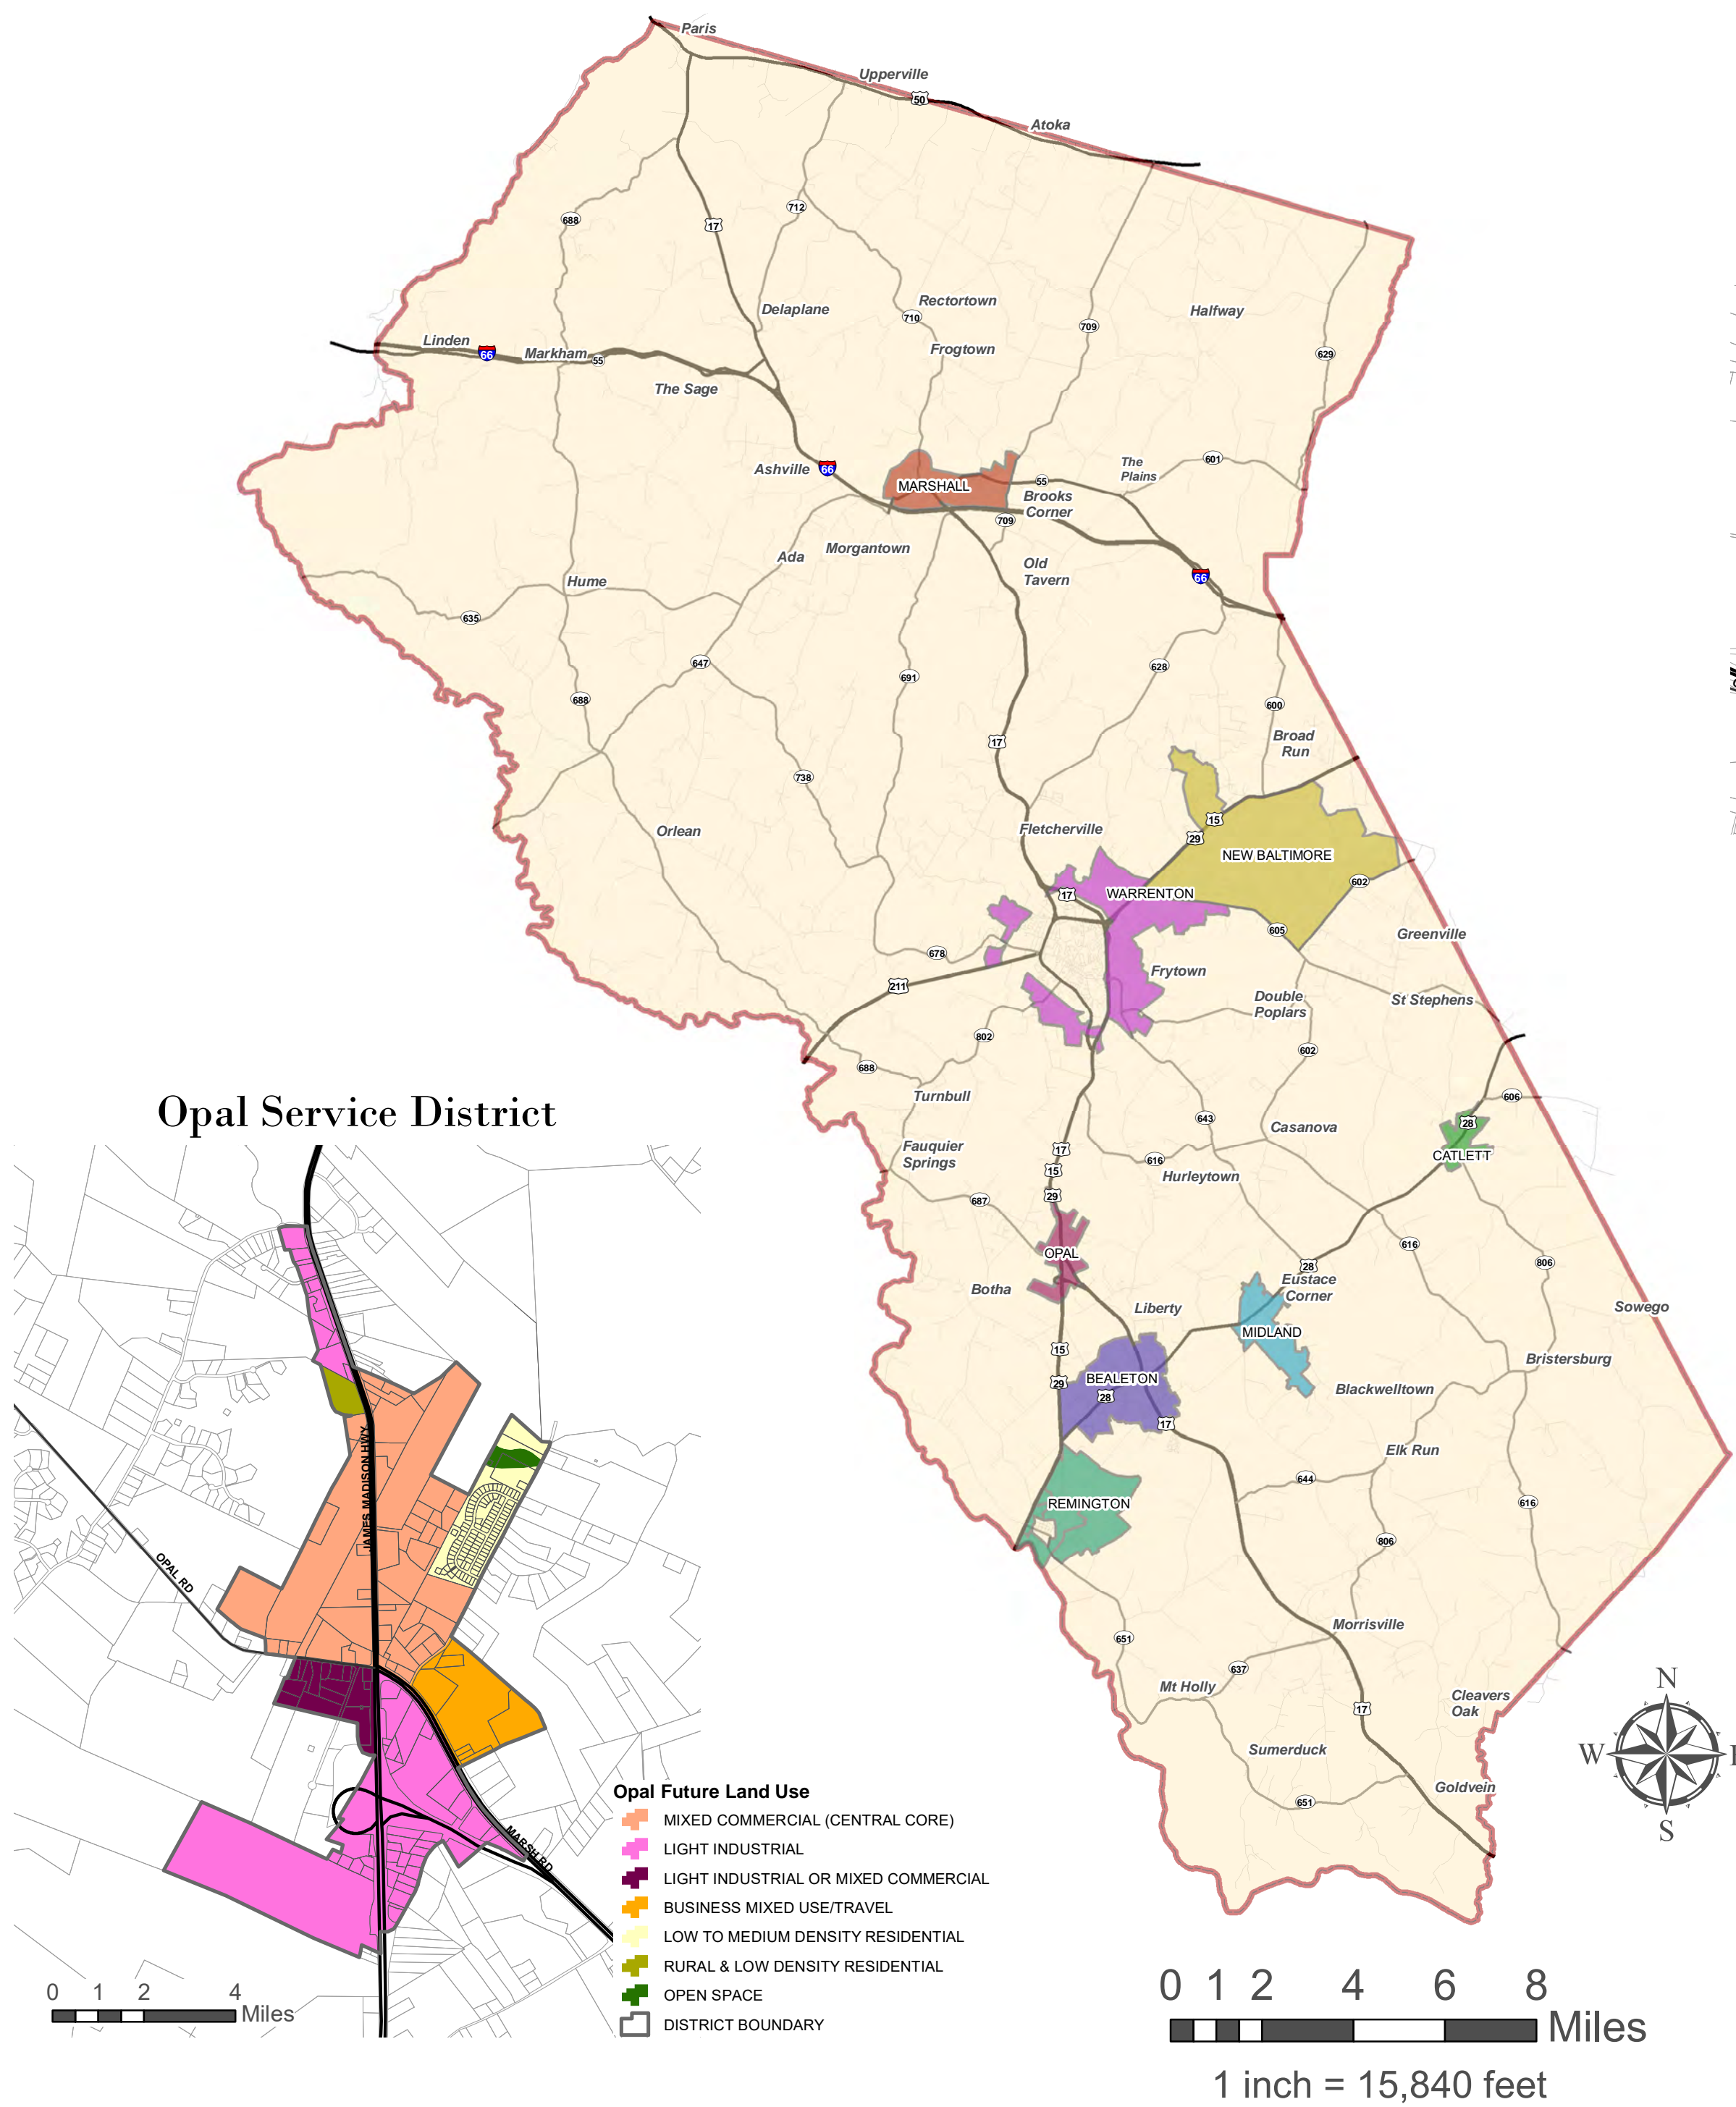 Paris
Upperville
50
Atoka
688
712
17
Delaplane
Rectortown
710
Halfway
709
Frogtown
629
Linden
66
Markham
55
The Sage
Ashville
66
MARSHALL
55
The
Plains
601
Brooks
Corner
709
Ada
Morgantown
Old
Tavern
66
Hume
635
647
691
628
688
600
17
Broad
Run
738
Orlean
Fletcherville
15
29
NEW BALTIMORE
602
17
WARRENTON
605
Greenville
678
211
Frytown
Double
Poplars
St Stephens
802
602
688
Turnbull
606
643
28
Casanova
CATLETT
Fauquier
Springs
17
15
616
Hurleytown
29
687
OPAL
616
806
28
Botha
Eustace
Corner
Liberty
Sowego
MIDLAND
15
Bristersburg
29
BEALETON
28
Blackwelltown
17
Elk Run
644
REMINGTON
616
806
Morrisville
651
637
Mt Holly
Cleavers
Oak
17
Sumerduck
Goldvein
651
N
W
S
Opal Service District
JAMES MADISON HWY
OPAL RD
MARSH RD
0 1 2 4
Miles
Opal Future Land Use
MIXED COMMERCIAL (CENTRAL CORE)
LIGHT INDUSTRIAL
LIGHT INDUSTRIAL OR MIXED COMMERCIAL
BUSINESS MIXED USE/TRAVEL
LOW TO MEDIUM DENSITY RESIDENTIAL
RURAL & LOW DENSITY RESIDENTIAL
OPEN SPACE
DISTRICT BOUNDARY
0 1 2 4 6 8
Miles
1 inch = 15,840 feet